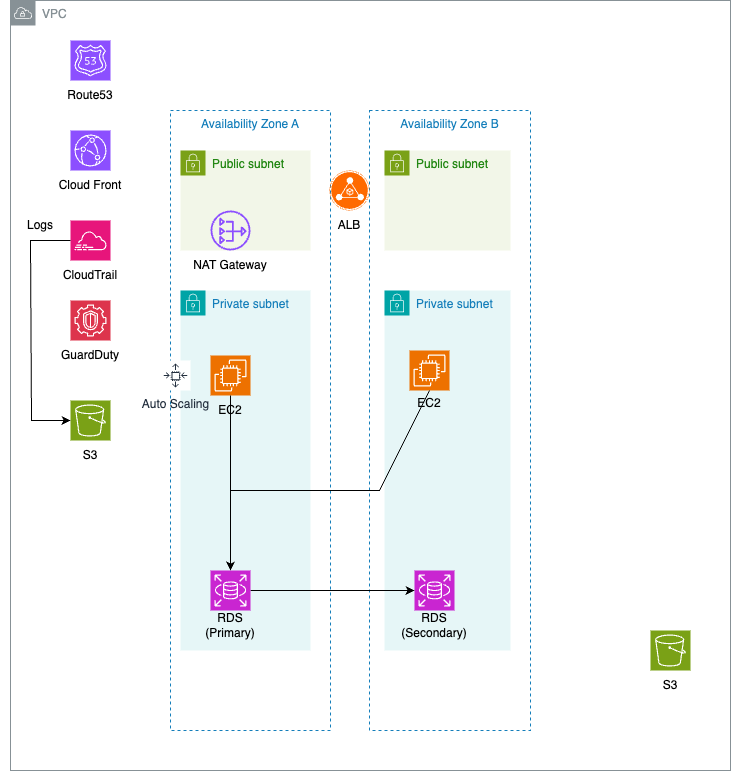 VPC
53
Route53
Cloud Front
Logs
CloudTrail
GuardDuty
S3
Availability Zone A
Public subnet
NAT Gateway
Private subnet
Auto Scaling
EC2
RDS
(Primary)
ALB
Availability Zone B
Public subnet
Private subnet
EC2
RDS
(Secondary)
S3